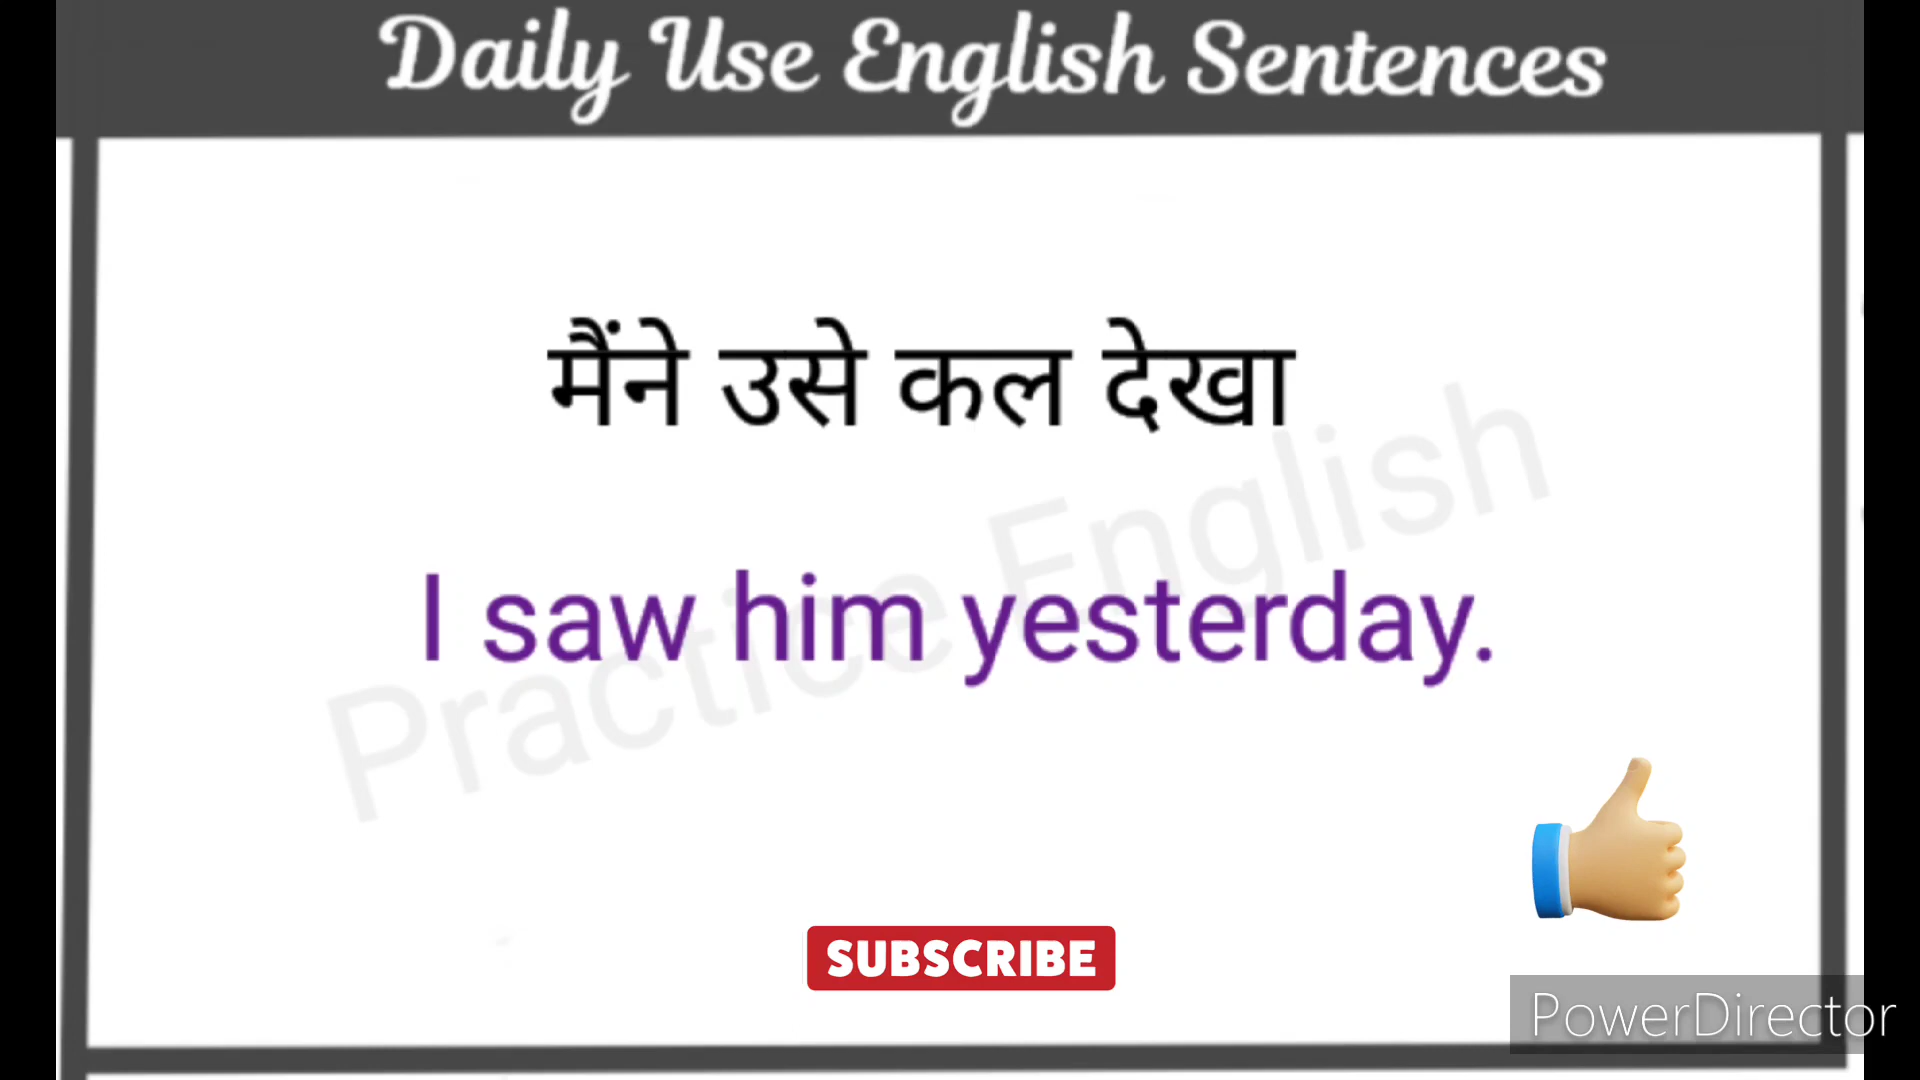 Daily Use English Sentences
मैंने उसे कल देखा
I saw him yesterday.
Practice English
SUBSCRIBE
PowerDirector